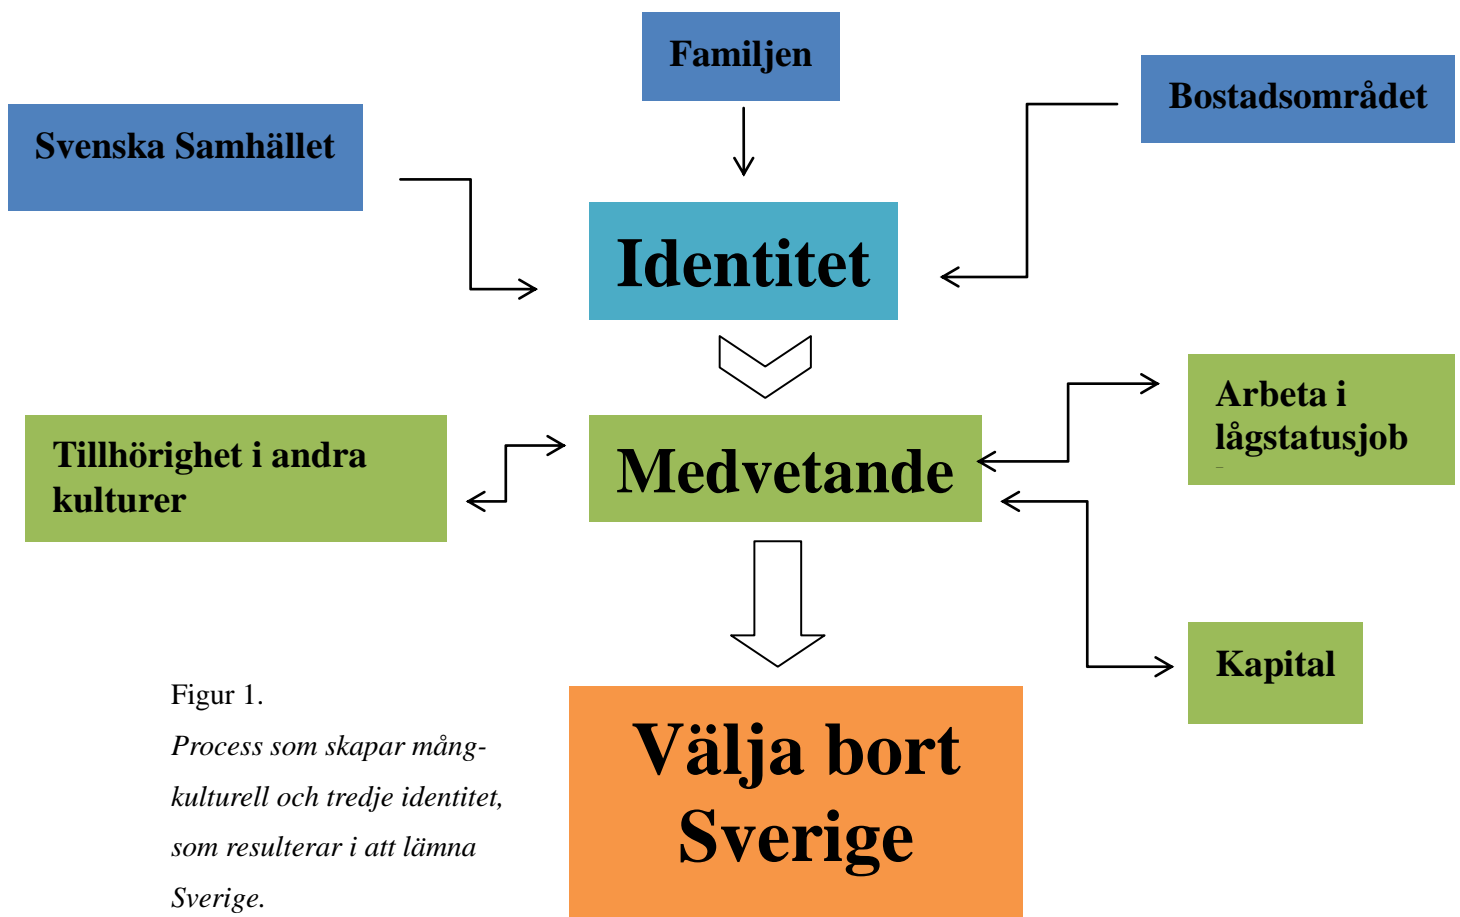 Familjen
Bostadsområdet
Svenska Samhället
Identitet
Arbeta i
lågstatusjob
Tillhörighet i andra
kulturer
Medvetande
Kapital
Välja bort
Sverige
Figur 1.
Process som skapar mång-
kulturell och tredje identitet,
som resulterar i att lämna
Sverige.